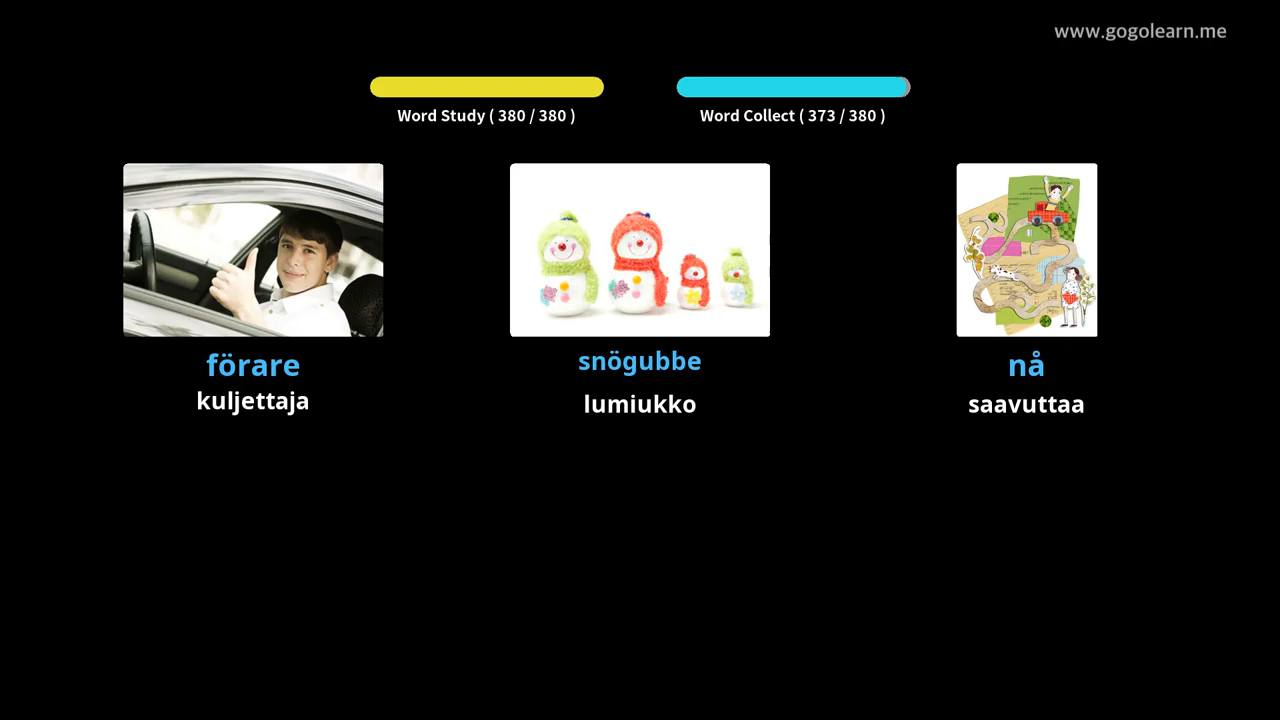 www.gogolearn.me
Word Study ( 380 / 380 )
Word Collect ( 373 / 380 )
förare
snögubbe
nå
kuljettaja
lumiukko
saavuttaa